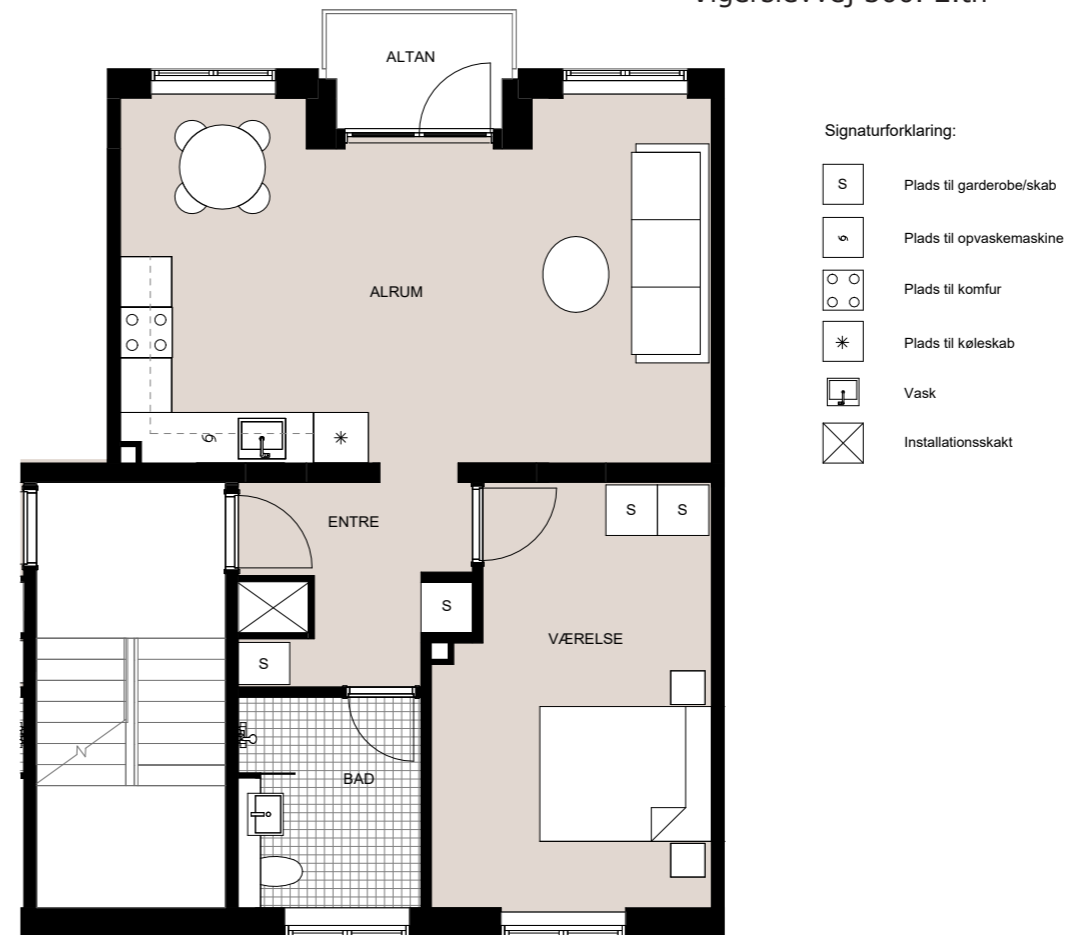 ALTAN
ALRUM
ENTRE
VÆRELSE
BAD
S
S
S
S
Signaturforklaring:
S Plads til garderobe/skab
Plads til opvaskemaskine
Plads til komfur
Plads til køleskab
Vask
Installationsskakt